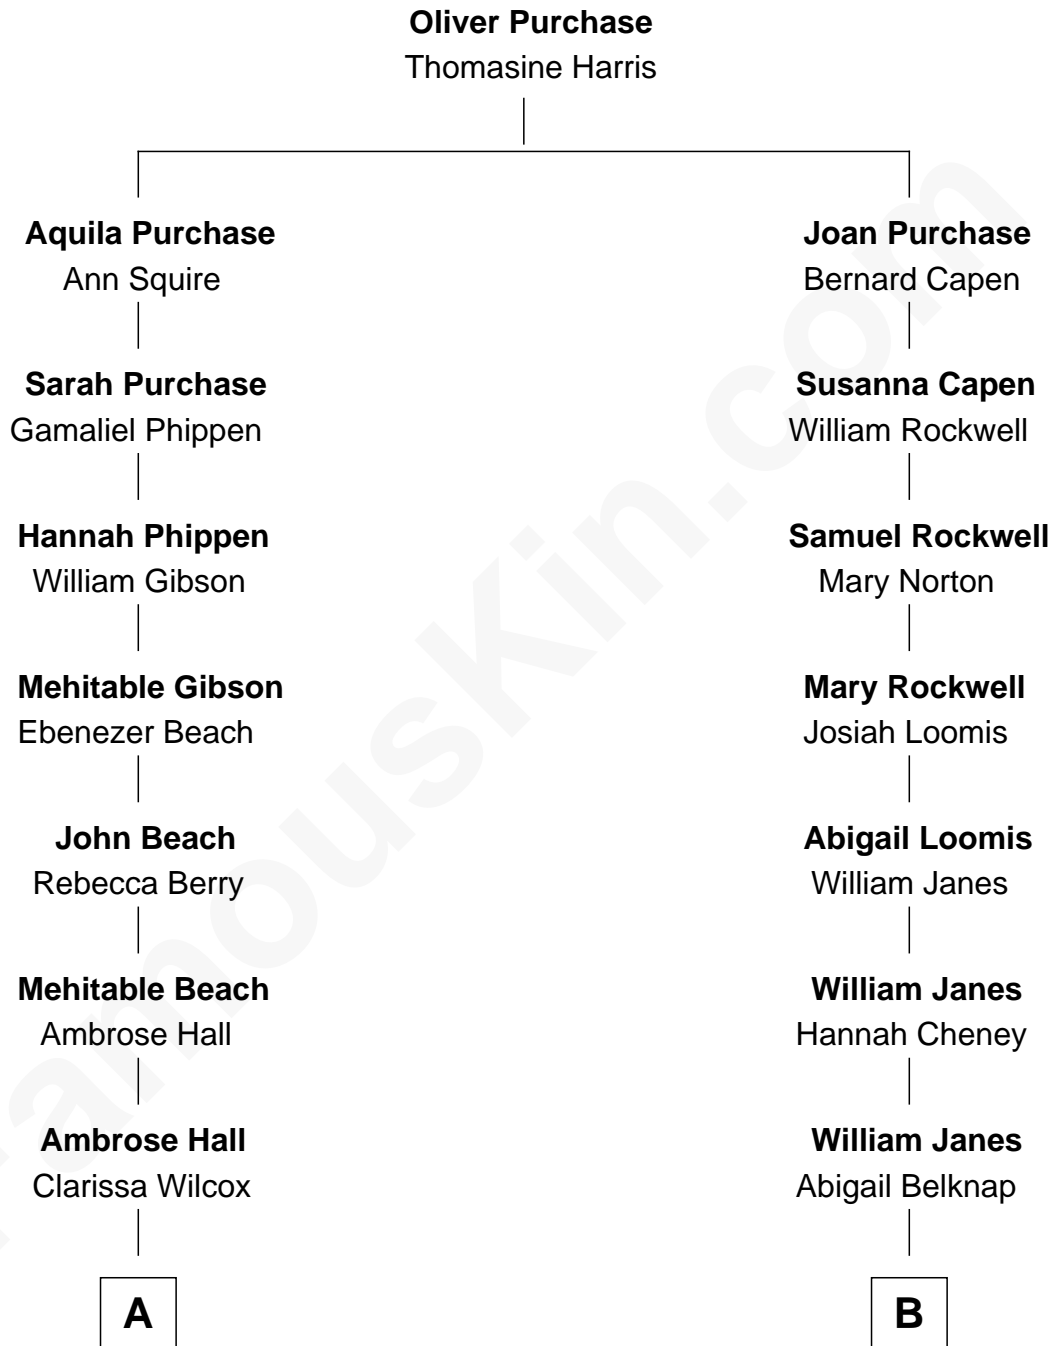 Oliver Purchase
Thomasine Harris
Aquila Purchase
Ann Squire
Joan Purchase
Bernard Capen
Sarah Purchase
Gamaliel Phippen
Susanna Capen
William Rockwell
Hannah Phippen
William Gibson
Samuel Rockwell
Mary Norton
Mehitable Gibson
Ebenezer Beach
Mary Rockwell
Josiah Loomis
John Beach
Rebecca Berry
Abigail Loomis
William Janes
Mehitable Beach
Ambrose Hall
William Janes
Hannah Cheney
Ambrose Hall
Clarissa Wilcox
William Janes
Abigail Belknap
A
B
FamousKin.com